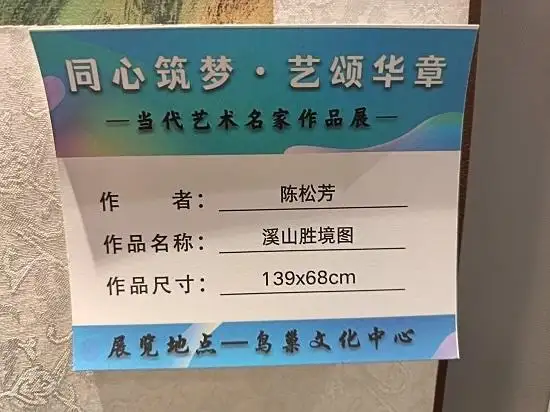 同心筑梦·艺颂华章
—当代艺术名家作品展—
作者：陈松芳
作品名称：溪山胜境图
作品尺寸：139x68cm
展览地点—鸟巢文化中心